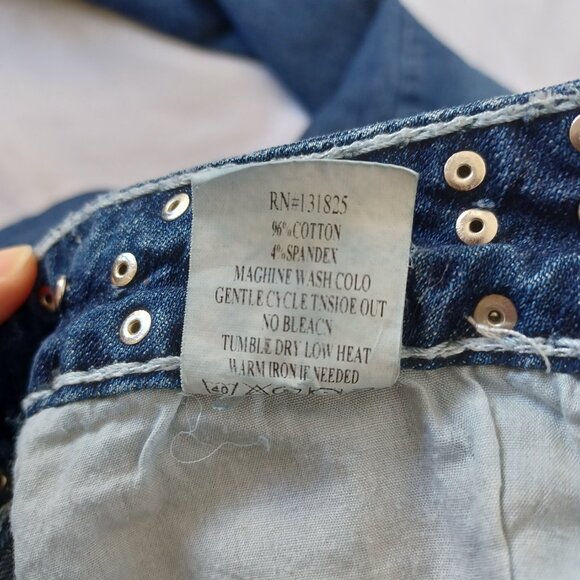 RN#131825
96%COTTON
4%SPANDEX
MAGHINE WASH COLO
GENTLE CYCLE TNSIOE OUT
NO BLEACN
TUMBLE DRY LOW HEAT
WARM IRON IF NEEDED